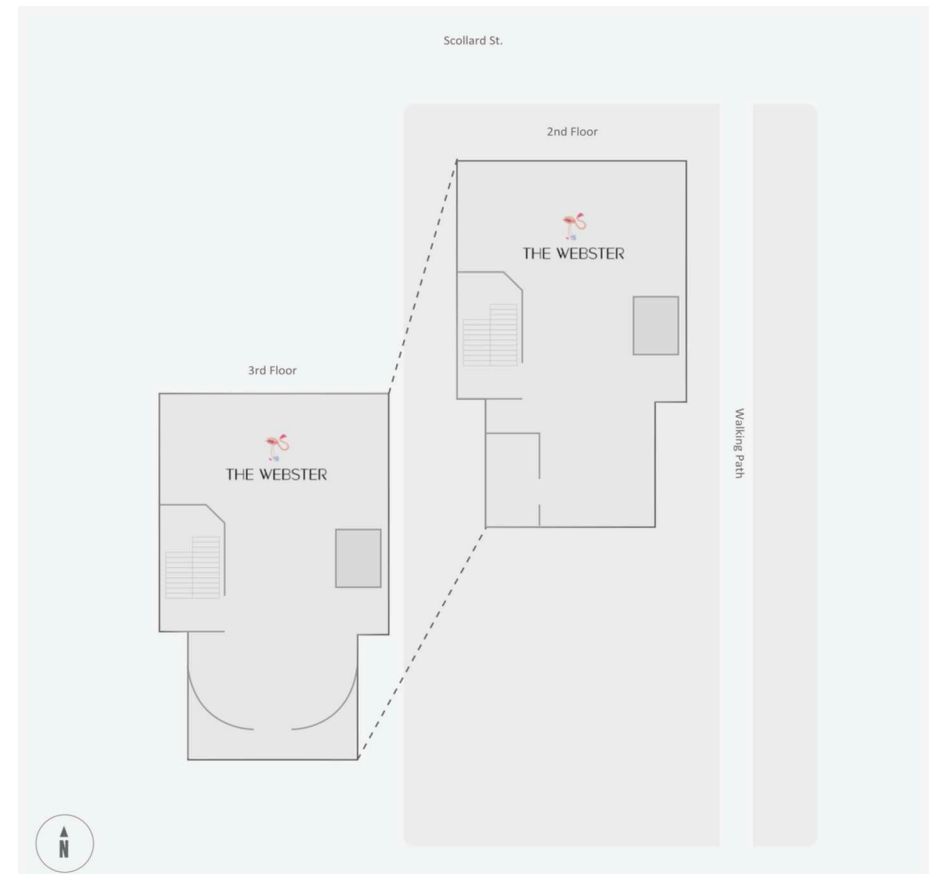 Scollard St.
2nd Floor
THE WEBSTER
3rd Floor
THE WEBSTER
Walking Path
N